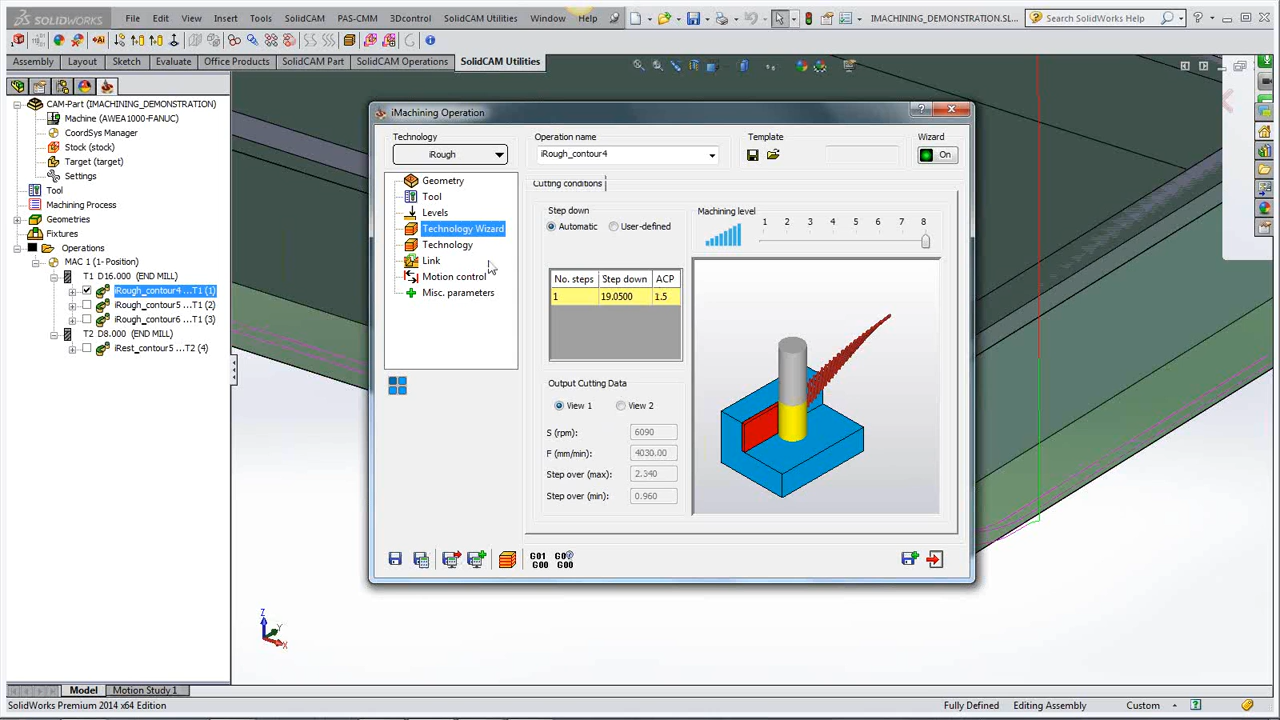 SOLIDWORKS
File Edit View Insert Tools SolidCAM PAS-CMM 3Dcontrol SolidCAM Utilities Window Help
IMACHINING_DEMONSTRATION.SL...
Search SolidWorks Help
Assembly Layout Sketch Evaluate Office Products SolidCAM Part SolidCAM Operations SolidCAM Utilities
CAM-Part (IMACHINING_DEMONSTRATION)
Machine (AWEA1000-FANUC)
CoordSys Manager
Stock (stock)
Target (target)
Settings
Tool
Machining Process
Geometries
Fixtures
Operations
MAC 1 (1- Position)
T1 D16.000 (END MILL)
iRough_contour4 ...T1 (1)
iRough_contour5 ...T1 (2)
iRough_contour6 ...T1 (3)
T2 D8.000 (END MILL)
iRest_contour5 ...T2 (4)
iMachining Operation
Technology
iRough
Operation name
iRough_contour4
Template
Wizard
On
Geometry
Tool
Levels
Technology Wizard
Technology
Link
Motion control
Misc. parameters
Cutting conditions
Step down
Automatic User-defined
Machining level
1 2 3 4 5 6 7 8
No. steps Step down ACP
1 19.0500 1.5
Output Cutting Data
View 1 View 2
S (rpm): 6090
F (mm/min): 4030.00
Step over (max): 2.340
Step over (min): 0.960
G01 G0
G00 G00
Z
Y
X
Model Motion Study 1
SolidWorks Premium 2014 x64 Edition
Fully Defined Editing Assembly Custom